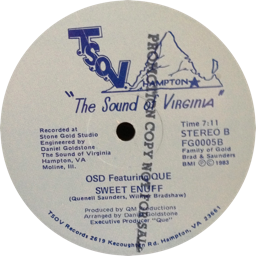 TSOV
HAMPTON
"The Sound of Virginia"
PROMOTION COPY NOT FOR SALE
Recorded at
Stone Gold Studio
Engineered by
Daniel Goldstone
The Sound of Virginia
Hampton, VA
Moline, Ill.
Time 7:11
STEREO B
FG0005B
Family of Gold
Brad & Saunders
BMI Ⓟ © 1982
OSD Featuring QUE
SWEET ENUFF
(Quenell Saunders, Bradshaw)
Produced by QM Productions
Arranged by Daniel Goldstone
Executive Producer "Que"
TSOV Records 2619 Kecoughtan Rd. Hampton, VA. 23661